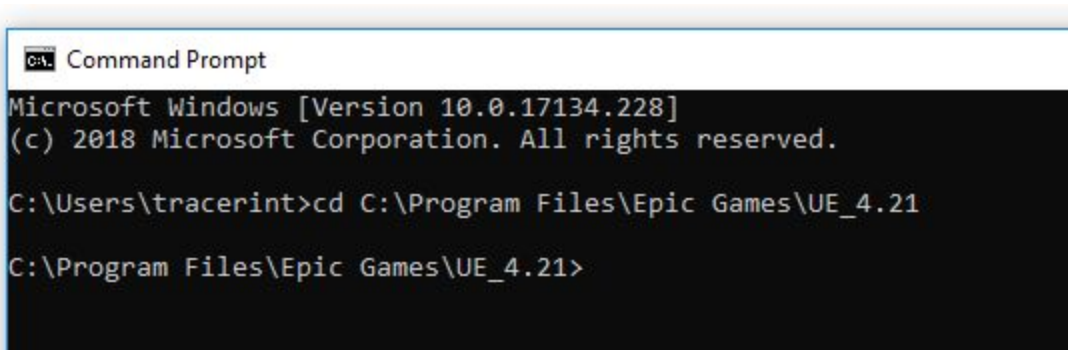 Command Prompt
Microsoft Windows [Version 10.0.17134.228]
(c) 2018 Microsoft Corporation. All rights reserved.
C:\Users\tracerint>cd C:\Program Files\Epic Games\UE_4.21
C:\Program Files\Epic Games\UE_4.21>